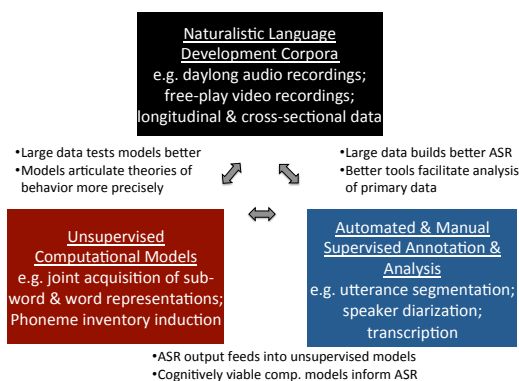 Naturalistic Language
Development Corpora
e.g. daylong audio recordings;
free-play video recordings;
longitudinal & cross-sectional data
•Large data tests models better
•Models articulate theories of
behavior more precisely
•Large data builds better ASR
•Better tools facilitate analysis
of primary data
Unsupervised
Computational Models
e.g. joint acquisition of sub-
word & word representations;
Phoneme inventory induction
Automated & Manual
Supervised Annotation &
Analysis
e.g. utterance segmentation;
speaker diarization;
transcription
•ASR output feeds into unsupervised models
•Cognitively viable comp. models inform ASR